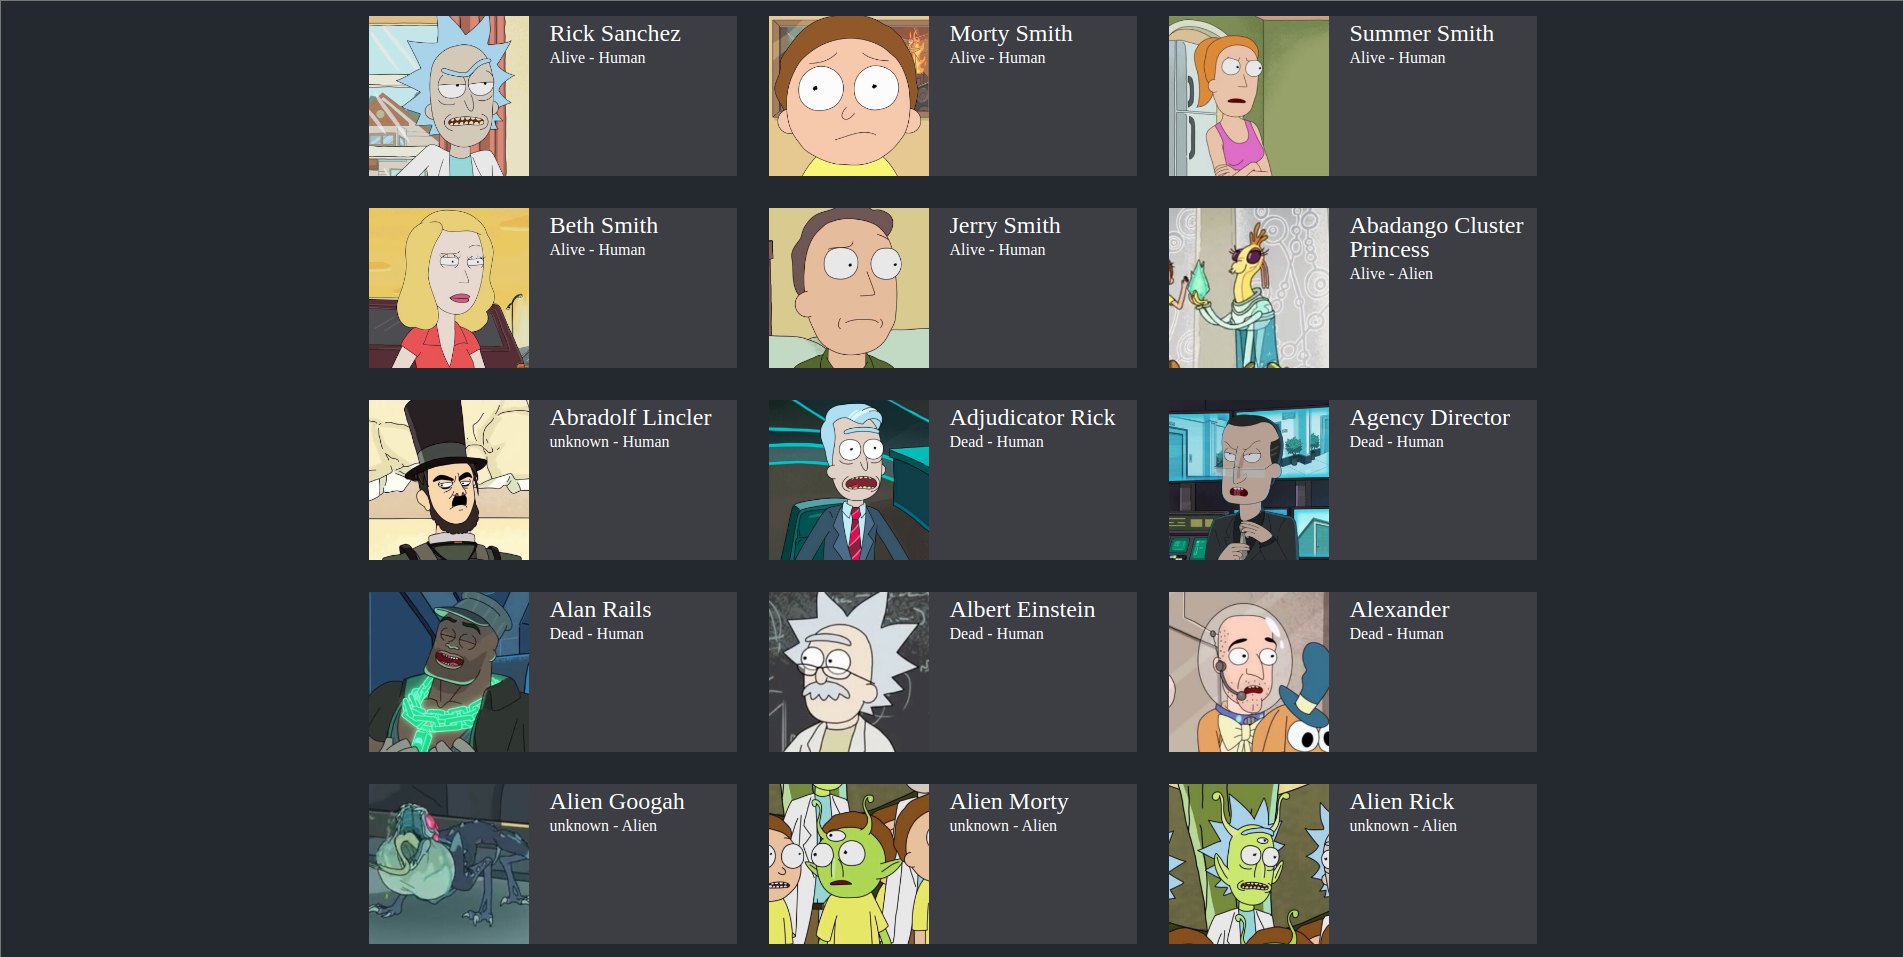 Rick Sanchez
Alive - Human
Morty Smith
Alive - Human
Summer Smith
Alive - Human
Beth Smith
Alive - Human
Jerry Smith
Alive - Human
Abadango Cluster
Princess
Alive - Alien
Abradolf Lincler
unknown - Human
Adjudicator Rick
Dead - Human
Agency Director
Dead - Human
Alan Rails
Dead - Human
Albert Einstein
Dead - Human
Alexander
Dead - Human
Alien Googah
unknown - Alien
Alien Morty
unknown - Alien
Alien Rick
unknown - Alien